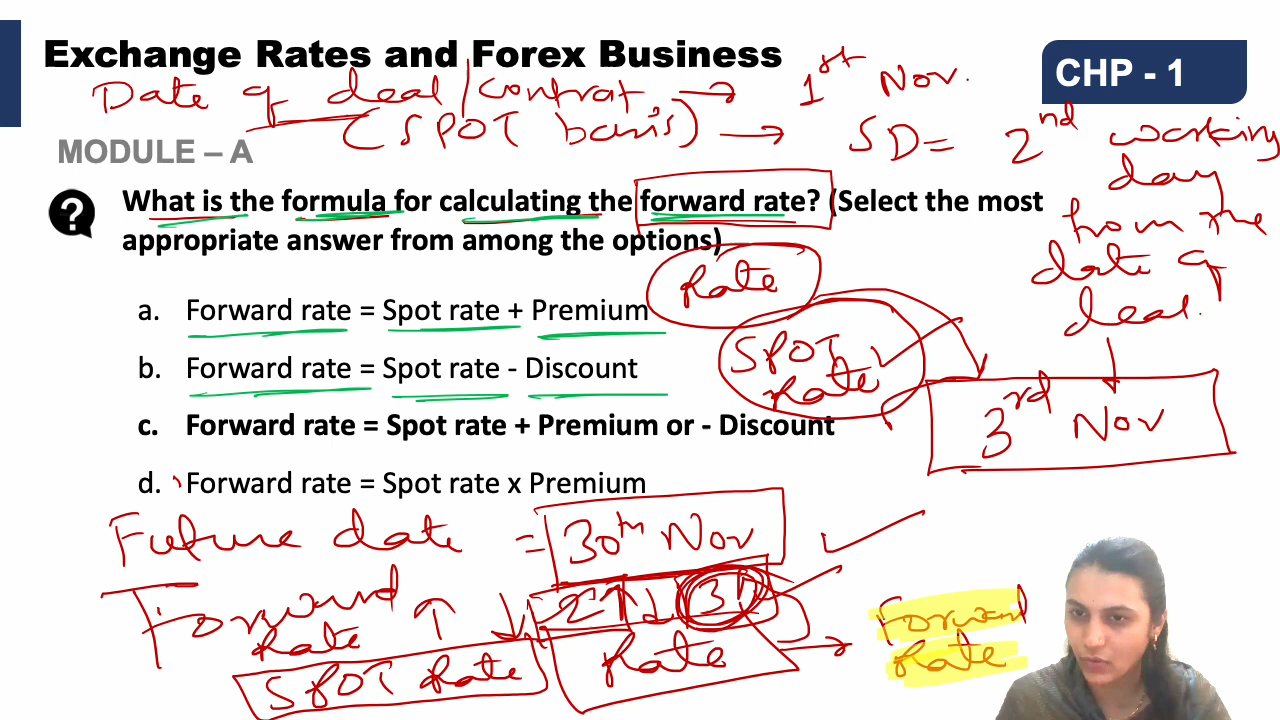 Exchange Rates and Forex Business
CHP - 1
Date of deal/contrat → 1st Nov.
(SPOT basis) → SD= 2nd working
day
from the
date of
deal.
MODULE – A
? What is the formula for calculating the forward rate? (Select the most
appropriate answer from among the options)
Rate
a. Forward rate = Spot rate + Premium
b. Forward rate = Spot rate - Discount
SPOT
Rate
3rd Nov
c. Forward rate = Spot rate + Premium or - Discount
d. Forward rate = Spot rate x Premium
Future date = 30th Nov
Forward
Rate ↑ ↓
SPOT Rate
Rate →
Forward
Rate